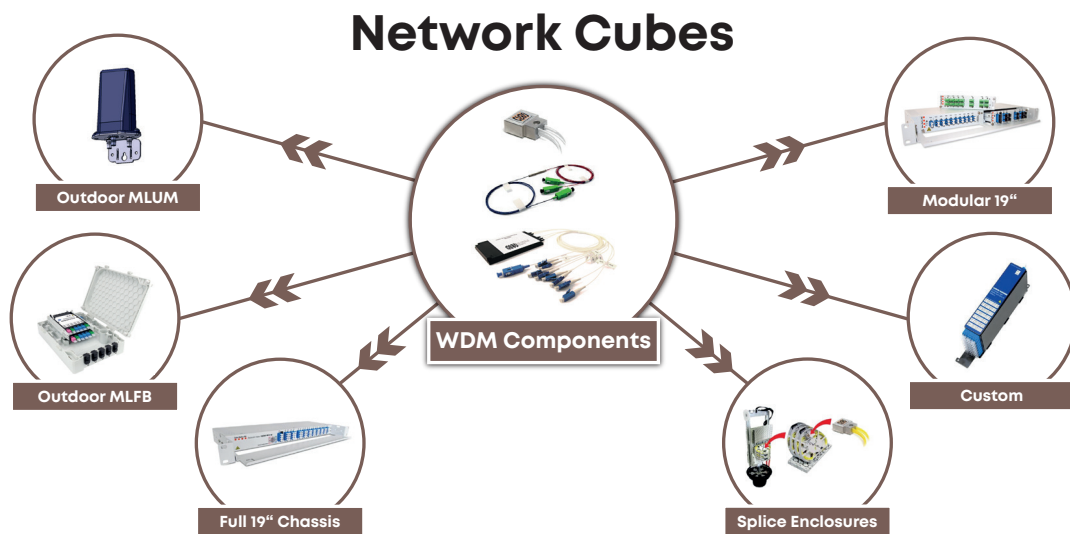 Network Cubes
Outdoor MLUM
Modular 19“
WDM Components
Outdoor MLFB
Custom
Full 19“ Chassis
Splice Enclosures